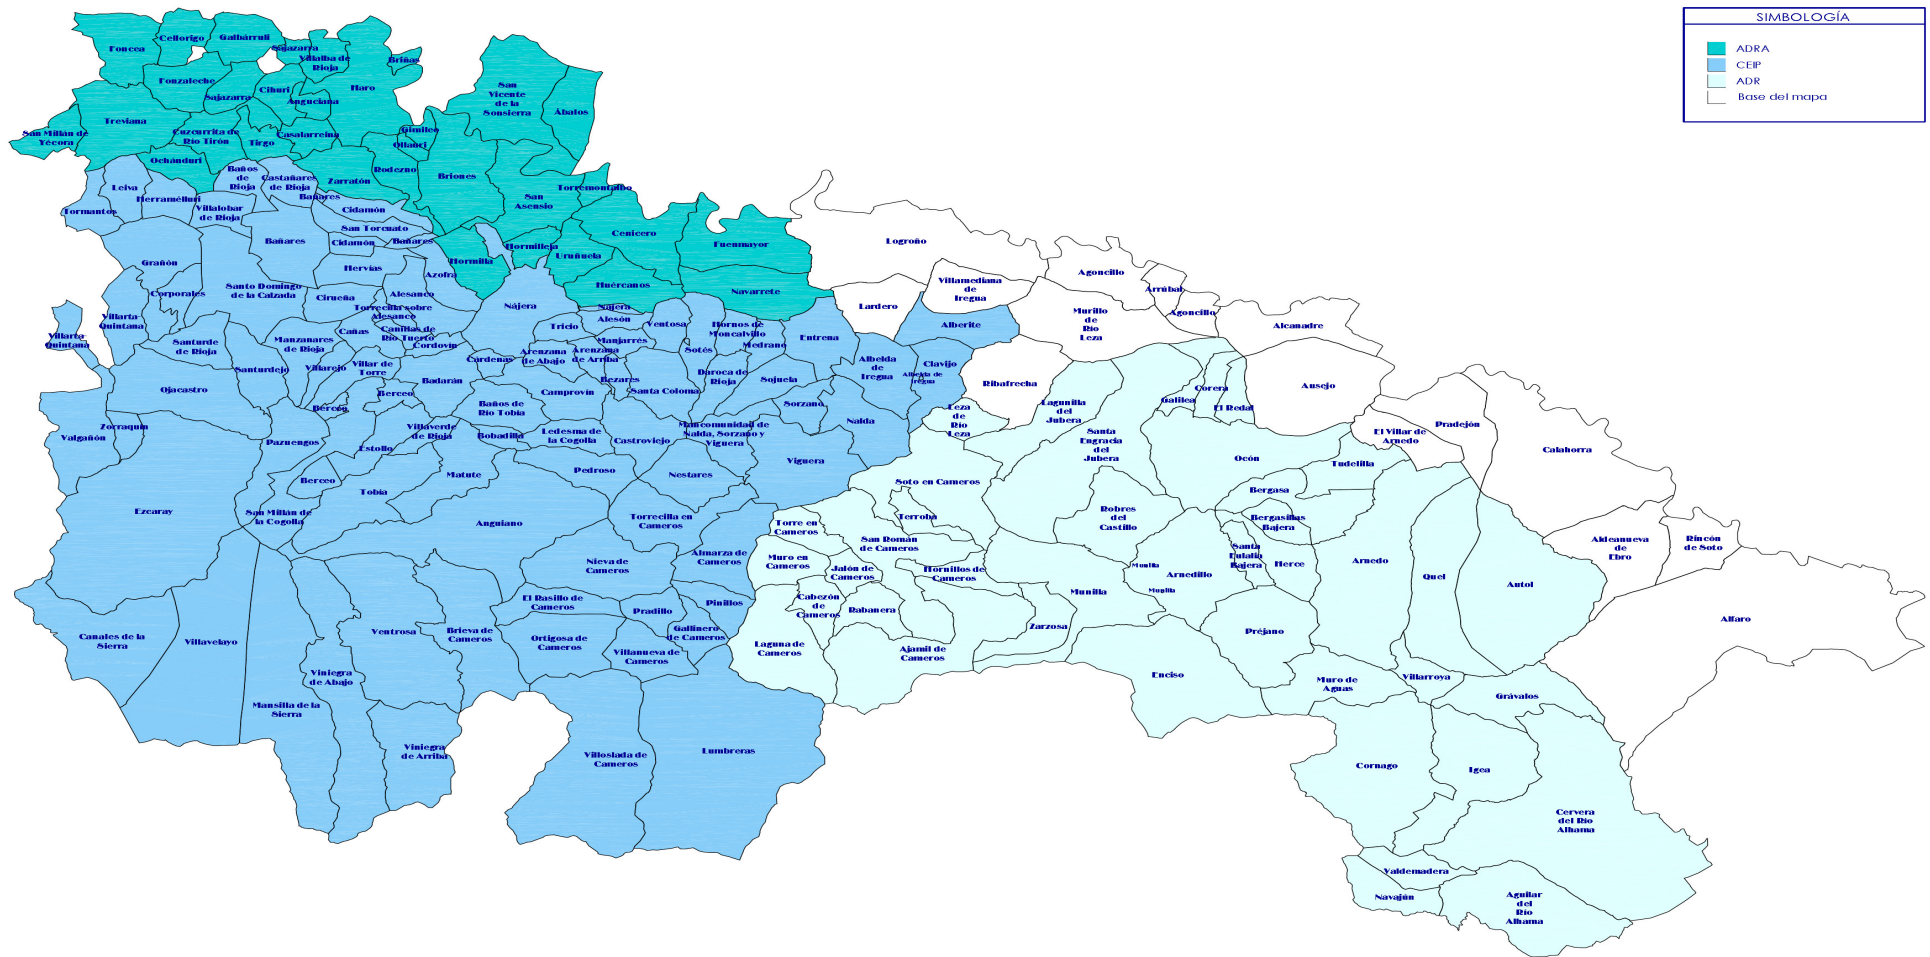 SIMBOLOGÍA
ADRA
CEIP
ADR
Base del mapa
Foncea
Cellorigo
Galbárruli
Sajazarra
Villalba de
Rioja
Briñas
Fonzaleche
Sajazarra
Cihuri
Anguciana
Haro
San
Vicente
de la
Sonsierra
Ábalos
Treviana
San Millán de
Yécora
Cuzcurrita de
Río Tirón
Tirgo
Casalarreina
Gimileo
Ollauri
Ochánduri
Rodezno
Zarratón
Briones
San
Asensio
Torremontalbo
Leiva
Herramélluri
Tormantos
Baños
de
Rioja
Castañares
de Rioja
Bañares
Villalobar
de Rioja
Cidamón
San Torcuato
Cidamón
Bañares
Bañares
Hervías
Azofra
Hormilla
Hormilleja
Uruñuela
Cenicero
Fuenmayor
Huércanos
Navarrete
Logroño
Lardero
Villamediana
de
Iregua
Agoncillo
Arrúbal
Agoncillo
Murillo
de
Río
Leza
Alcanadre
Grañón
Corporales
Santo Domingo
de la Calzada
Cirueña
Alesanco
Torrecilla sobre
Alesanco
Cañas
Canillas de
Río Tuerto
Cordovín
Nájera
Nájera
Alesón
Tricio
Manjarrés
Ventosa
Hornos de
Moncalvillo
Medrano
Entrena
Alberite
Villarta-
Quintana
Villarta
Quintana
Santurde
de Rioja
Manzanares
de Rioja
Santurdejo
Villarejo
Villar de
Torre
Cárdenas
Arenzana
de Abajo
Arenzana
de Arriba
Bezares
Santa Coloma
Sotés
Daroca de
Rioja
Sojuela
Albelda
de
Iregua
Clavijo
Albelda de
Iregua
Ribafrecha
Ojacastro
Badarán
Berceo
Berceo
Camprovín
Baños de
Río Tobía
Sorzano
Nalda
Leza
de
Río
Leza
Lagunilla
del
Jubera
Galilea
Corera
El Redal
Ausejo
Valgañón
Zorraquín
Pazuengos
Estollo
Villaverde
de Rioja
Bobadilla
Ledesma de
la Cogolla
Castroviejo
Mancomunidad de
Nalda, Sorzano y
Viguera
Viguera
Santa
Engracia
del
Jubera
Ocón
Tudelilla
El Villar de
Arnedo
Pradejón
Calahorra
Berceo
Tobía
Matute
Pedroso
Nestares
Soto en Cameros
Bergasa
Ezcaray
San Millán de
la Cogolla
Anguiano
Torrecilla en
Cameros
Torre en
Cameros
Terroba
Robres
del
Castillo
Bergasillas
Bajera
San Román
de Cameros
Nieva de
Cameros
Almarza de
Cameros
Muro en
Cameros
Jalón de
Cameros
Hornillos de
Cameros
Munilla
Arnedillo
Munilla
Munilla
Santa
Eulalia
Bajera
Herce
Arnedo
Quel
Autol
Aldeanueva
de
Ebro
Rincón
de Soto
El Rasillo de
Cameros
Pradillo
Pinillos
Cabezón
de
Cameros
Rabanera
Zarzosa
Préjano
Alfaro
Canales de la
Sierra
Villavelayo
Ventrosa
Brieva de
Cameros
Ortigosa de
Cameros
Gallinero
de Cameros
Villanueva de
Cameros
Laguna de
Cameros
Ajamil de
Cameros
Enciso
Muro de
Aguas
Villarroya
Grávalos
Mansilla de la
Sierra
Viniegra
de Abajo
Viniegra
de Arriba
Villoslada de
Cameros
Lumbreras
Cornago
Igea
Cervera
del Río
Alhama
Valdemadera
Navajún
Aguilar
del
Río
Alhama